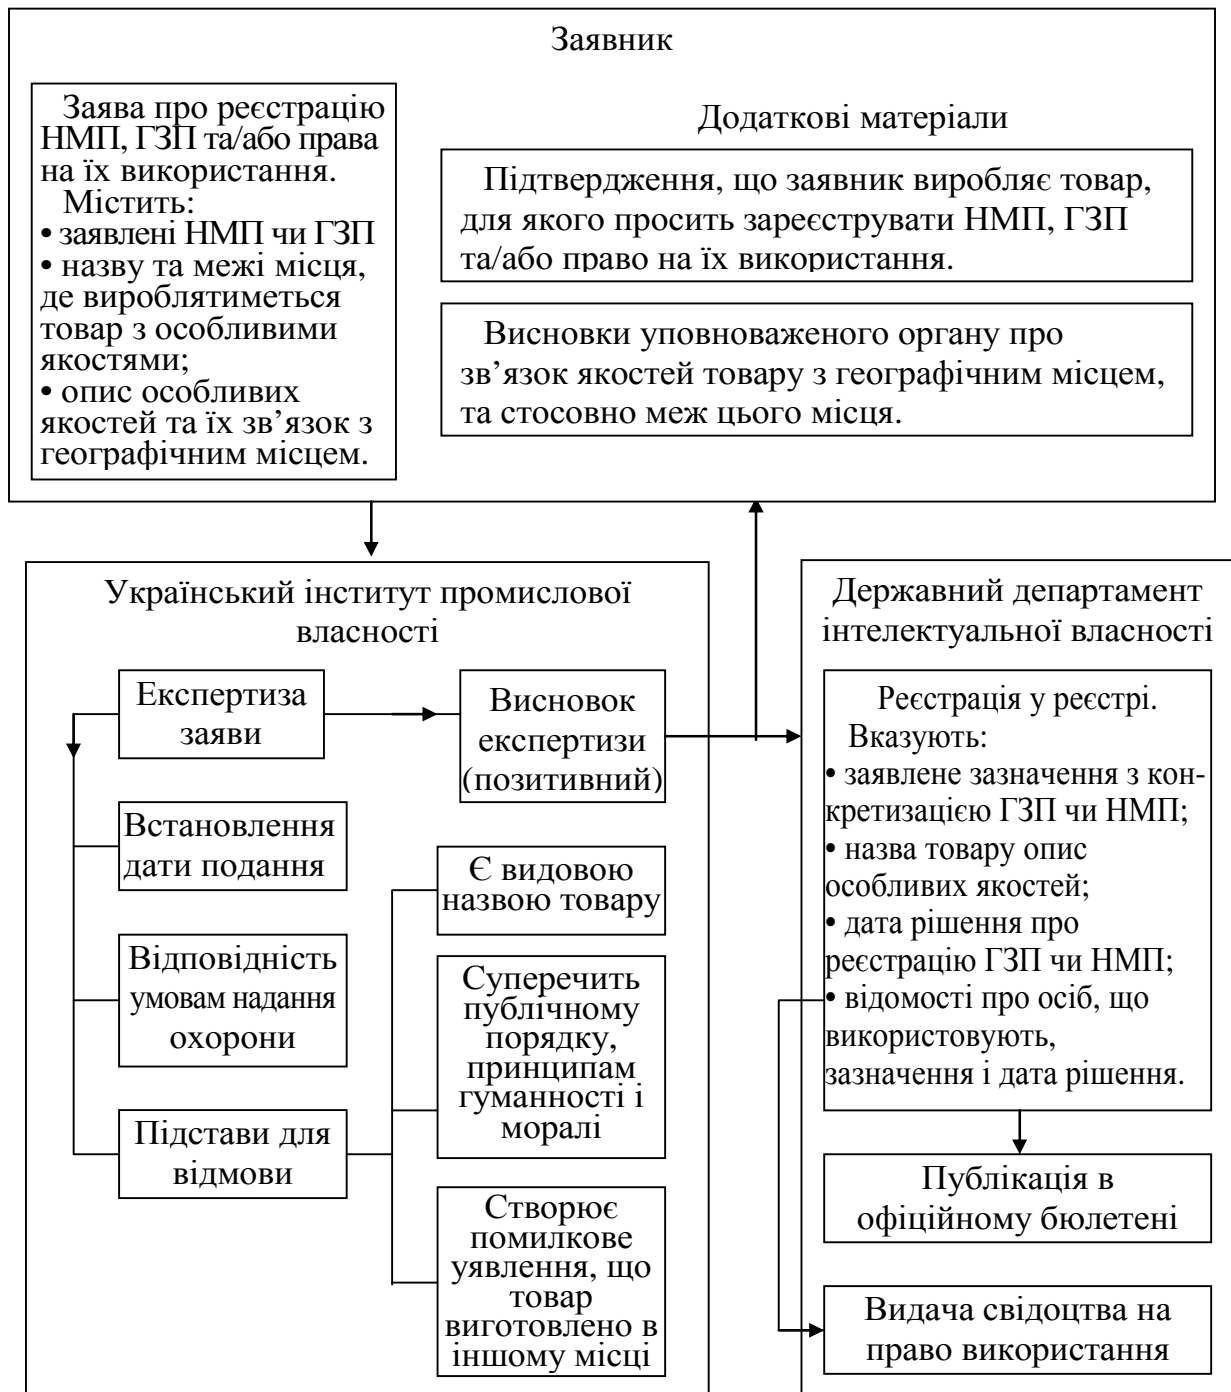 Заявник
Заява про реєстрацію
НМП, ГЗП та/або права
на їх використання.
Містить:
• заявлені НМП чи ГЗП
• назву та межі місця,
де вироблятиметься
товар з особливими
якостями;
• опис особливих
якостей та їх зв’язок з
географічним місцем.
Додаткові матеріали
Підтвердження, що заявник виробляє товар,
для якого просить зареєструвати НМП, ГЗП
та/або право на їх використання.
Висновки уповноваженого органу про
зв’язок якостей товару з географічним місцем,
та стосовно меж цього місця.
Український інститут промислової
власності
Експертиза
заяви
Висновок
експертизи
(позитивний)
Встановлення
дати подання
Відповідність
умовам надання
охорони
Підстави для
відмови
Є видовою
назвою товару
Суперечить
публічному
порядку,
принципам
гуманності і
моралі
Створює
помилкове
уявлення, що
товар
виготовлено в
іншому місці
Державний департамент
інтелектуальної власності
Реєстрація у реєстрі.
Вказують:
• заявлене зазначення з кон-
кретизацією ГЗП чи НМП;
• назва товару опис
особливих якостей;
• дата рішення про
реєстрацію ГЗП чи НМП;
• відомості про осіб, що
використовують,
зазначення і дата рішення.
Публікація в
офіційному бюлетені
Видача свідоцтва на
право використання